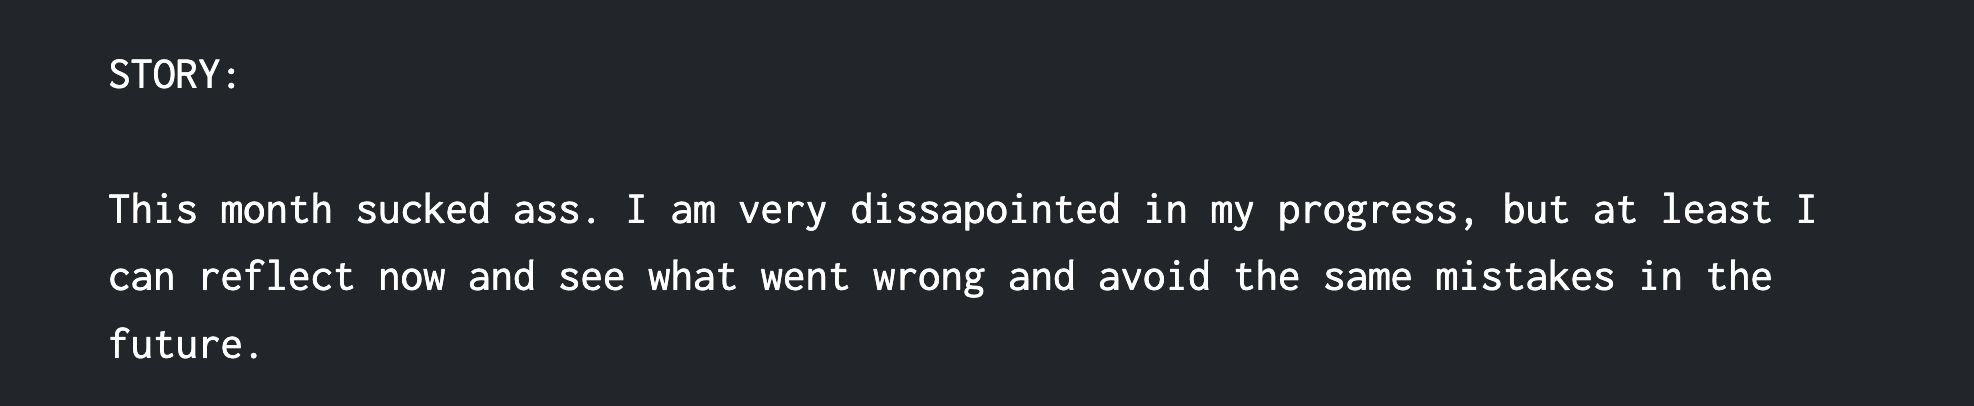 STORY:
This month sucked ass. I am very dissapointed in my progress, but at least I
can reflect now and see what went wrong and avoid the same mistakes in the
future.